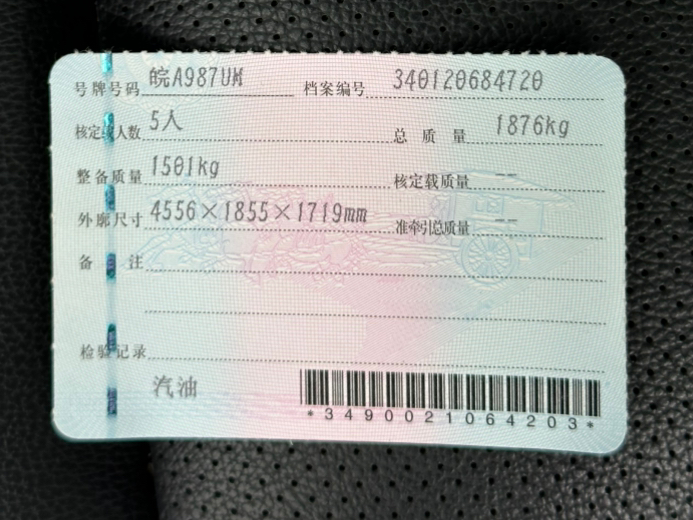 号牌号码 皖A987UM 档案编号 340120684720
核定载人数 5人 总质量 1876kg
整备质量 1501kg 核定载质量 --
外廓尺寸 4556×1855×1719mm 准牵引总质量 --
备注
检验记录
汽油
*3490021064203*